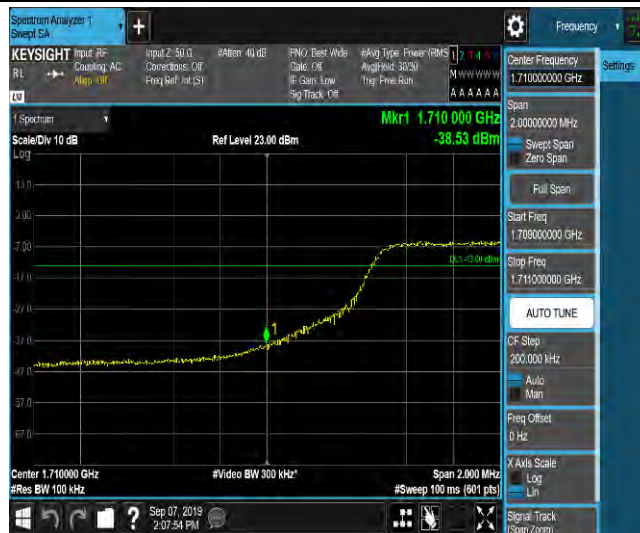 Spectrum Analyzer 1
Swept SA
Frequency
KEYSIGHT
RL
Input: RF
Coupling: AC
Align: Off
Input Z: 50 Ω
Corrections: Off
Freq Ref: Int (S)
#Atten: 40 dB
PNO: Best Wide
Gate: Off
IF Gain: Low
Sig Track: Off
#Avg Type: Power (RMS
Avg|Hold: 30/30
Trig: Free Run
M W W W W W
A A A A A A
1 Spectrum
Scale/Div 10 dB
Ref Level 23.00 dBm
Mkr1 1.710 000 GHz
-38.53 dBm
Log
13.0
3.00
-7.00
DL1 -13.00 dBm
-17.0
-27.0
1
-37.0
-47.0
-57.0
-67.0
Center 1.710000 GHz
#Video BW 300 kHz*
Span 2.000 MHz
#Res BW 100 kHz
#Sweep 100 ms (601 pts)
Sep 07, 2019
2:07:54 PM
Center Frequency
1.710000000 GHz
Settings
Span
2.00000000 MHz
Swept Span
Zero Span
Full Span
Start Freq
1.709000000 GHz
Stop Freq
1.711000000 GHz
AUTO TUNE
CF Step
200.000 kHz
Auto
Man
Freq Offset
0 Hz
X Axis Scale
Log
Lin
Signal Track
(Span Zoom)